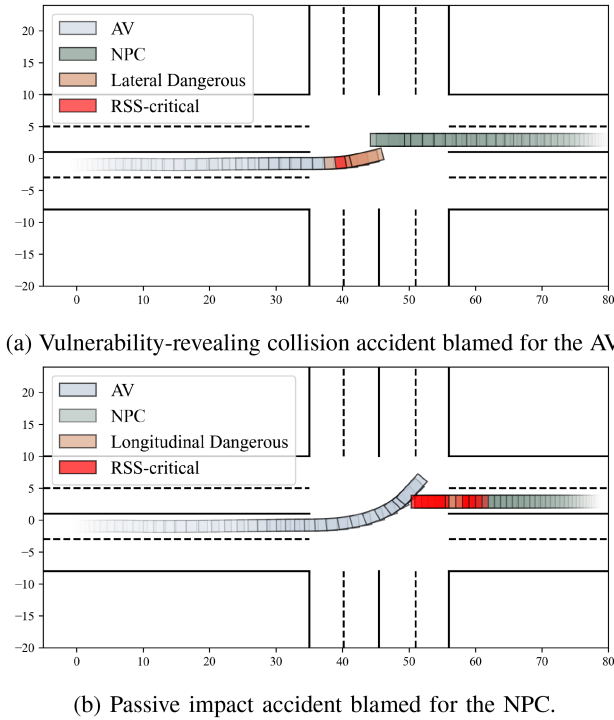 AV
NPC
Lateral Dangerous
RSS-critical
20
15
10
5
0
−5
−10
−15
−20
0 10 20 30 40 50 60 70 80
(a) Vulnerability-revealing collision accident blamed for the AV
AV
NPC
Longitudinal Dangerous
RSS-critical
20
15
10
5
0
−5
−10
−15
−20
0 10 20 30 40 50 60 70 80
(b) Passive impact accident blamed for the NPC.